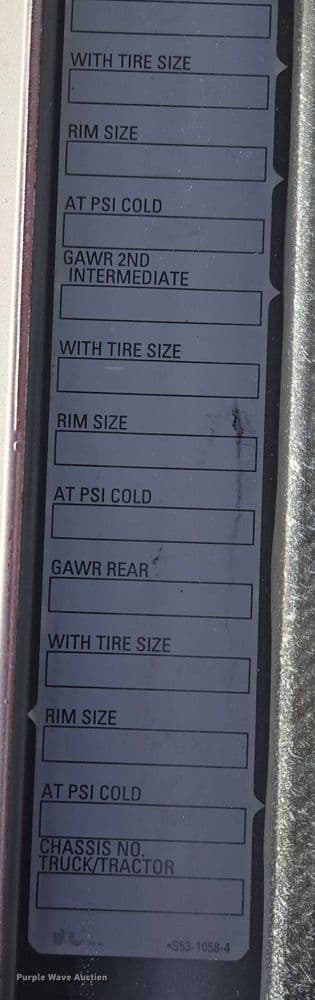 WITH TIRE SIZE
RIM SIZE
AT PSI COLD
GAWR 2ND
INTERMEDIATE
WITH TIRE SIZE
RIM SIZE
AT PSI COLD
GAWR REAR
WITH TIRE SIZE
RIM SIZE
AT PSI COLD
CHASSIS NO.
TRUCK/TRACTOR
•S53-1058-4
Purple Wave Auction